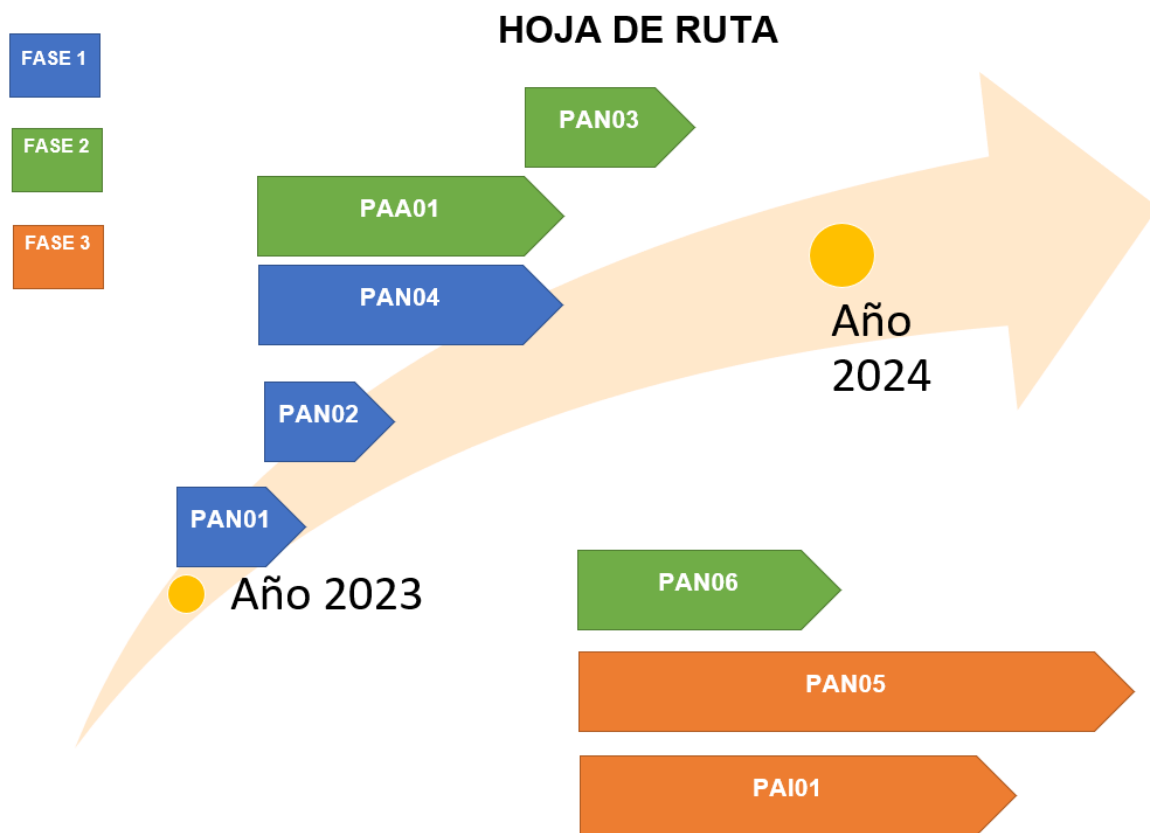 HOJA DE RUTA
FASE 1
FASE 2
FASE 3
PAN03
PAA01
PAN04
PAN02
PAN01
Año 2023
Año
2024
PAN06
PAN05
PAI01